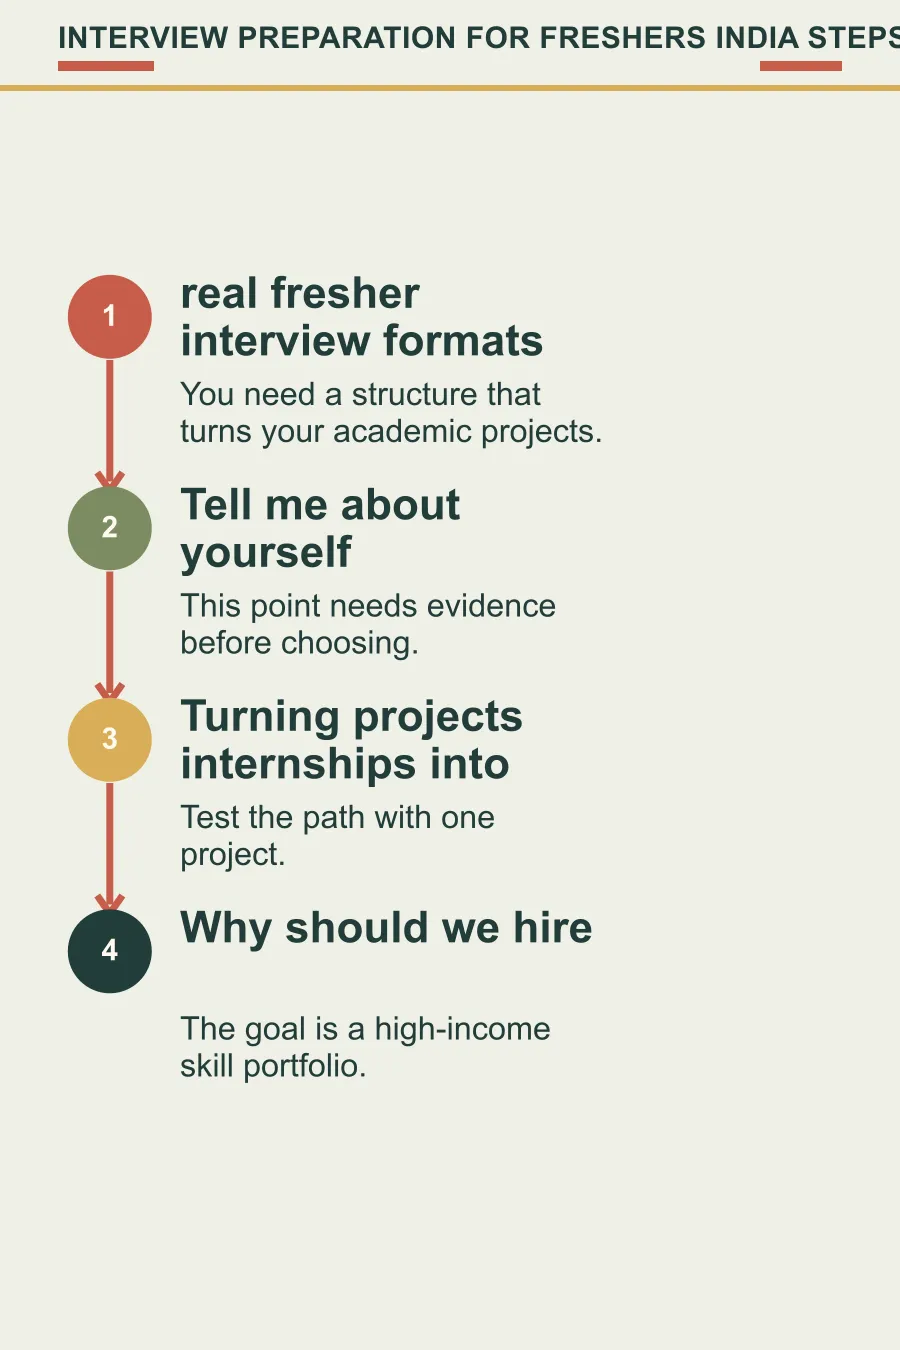 INTERVIEW PREPARATION FOR FRESHERS INDIA STEPS
1
real fresher
interview formats
You need a structure that
turns your academic projects.
2
Tell me about
yourself
This point needs evidence
before choosing.
3
Turning projects
internships into
Test the path with one
project.
4
Why should we hire
The goal is a high-income
skill portfolio.